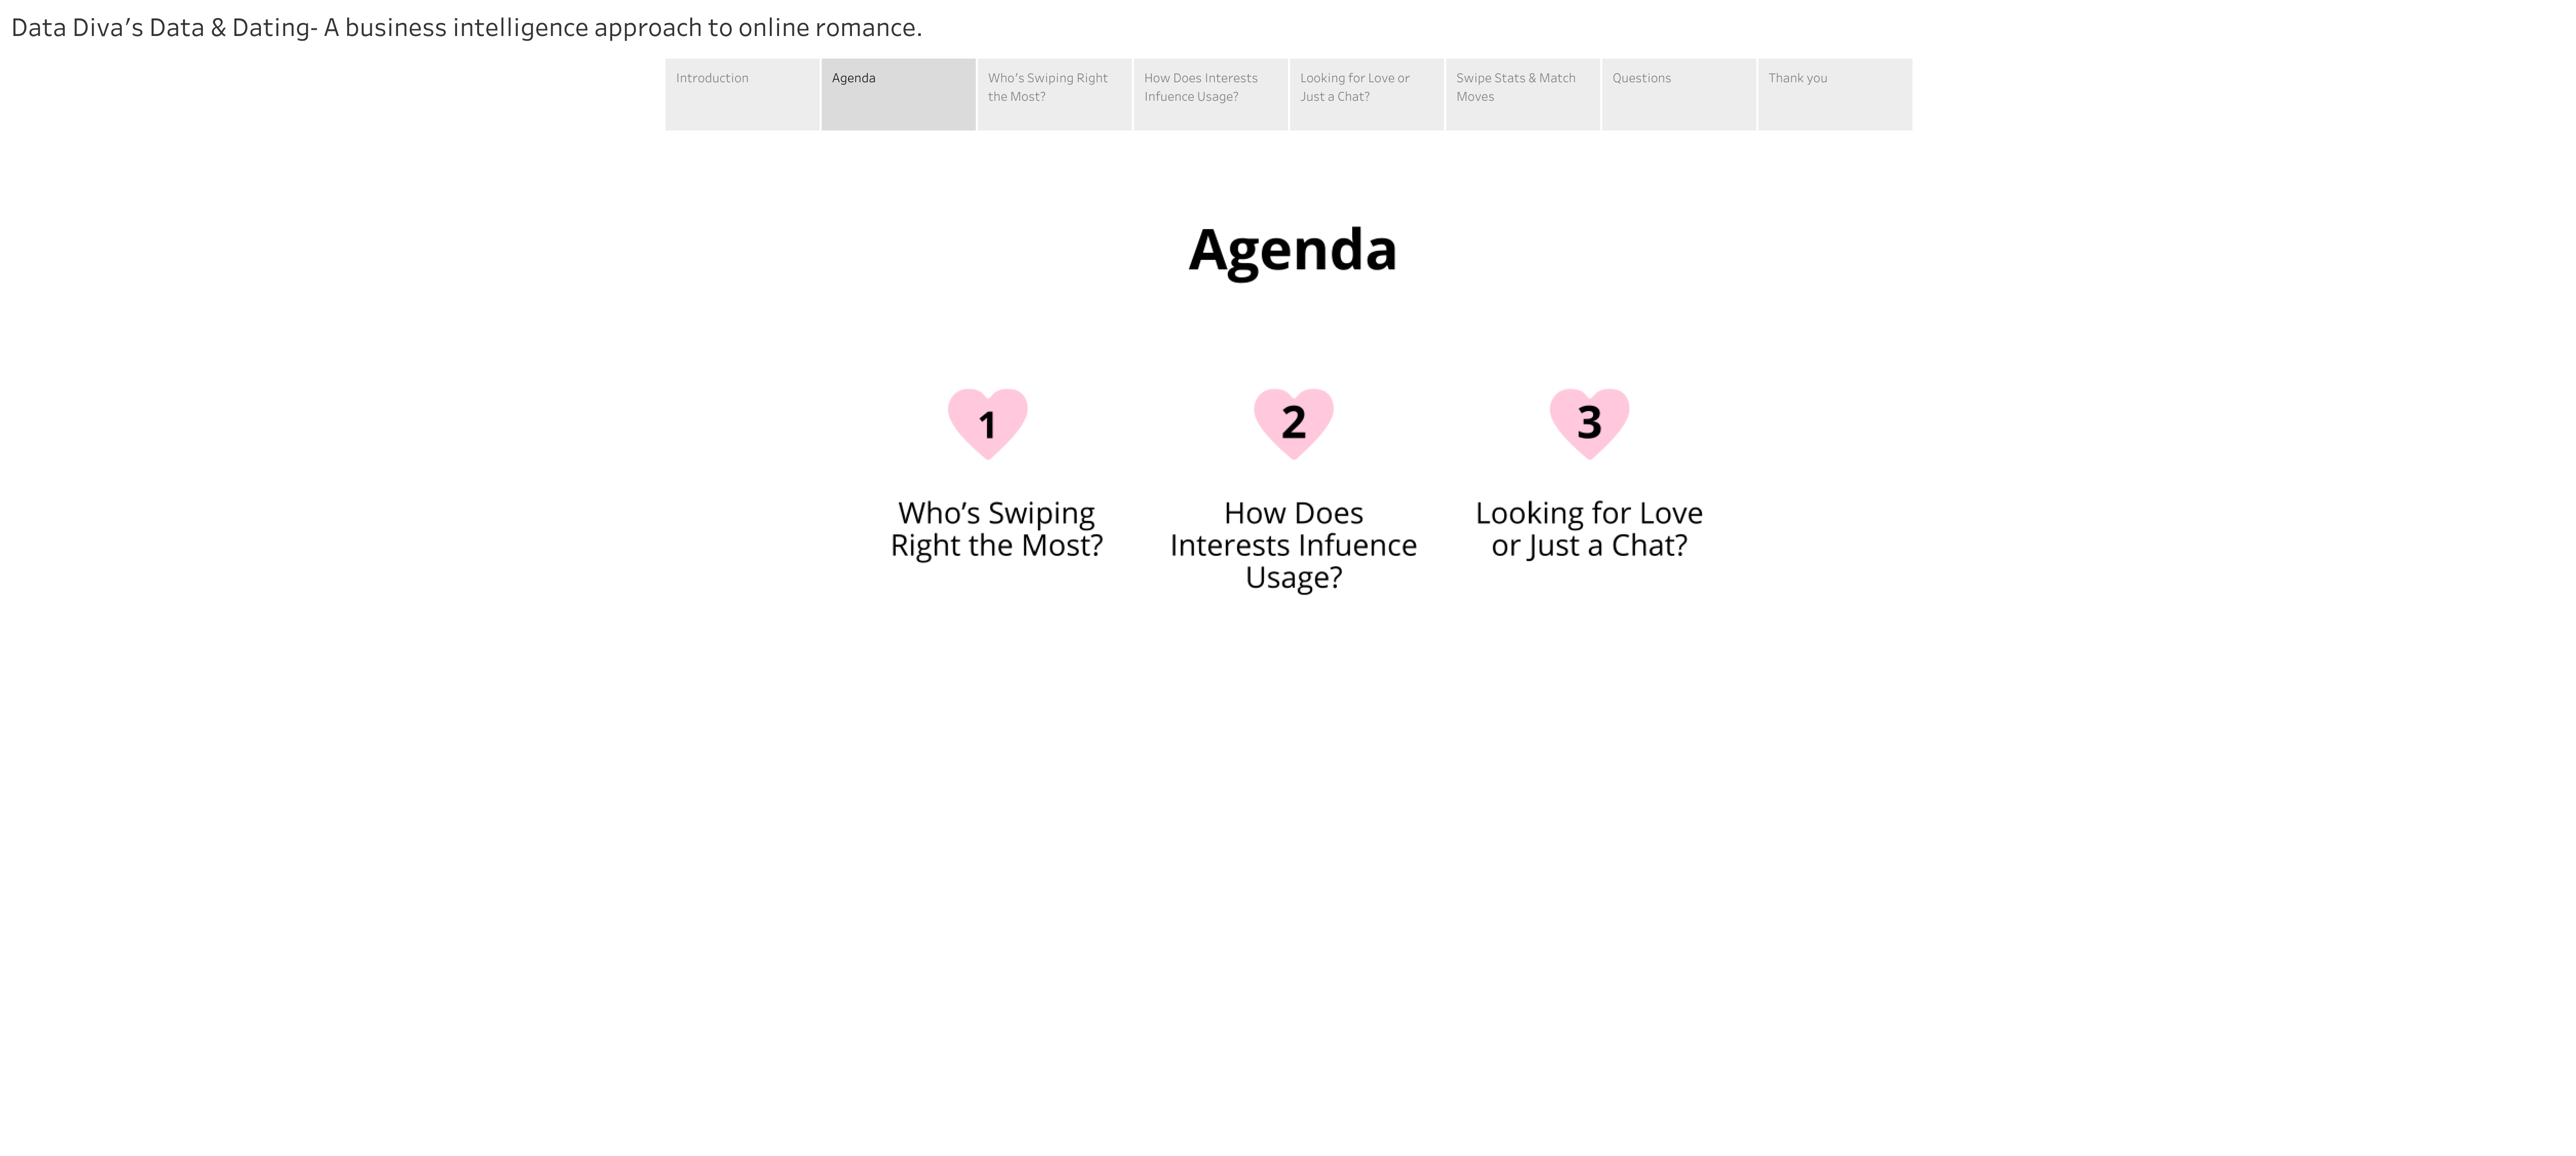 Data Diva's Data & Dating- A business intelligence approach to online romance.
Introduction
Agenda
Who's Swiping Right
the Most?
How Does Interests
Infuence Usage?
Looking for Love or
Just a Chat?
Swipe Stats & Match
Moves
Questions
Thank you
Agenda
1
Who's Swiping
Right the Most?
2
How Does
Interests Infuence
Usage?
3
Looking for Love
or Just a Chat?